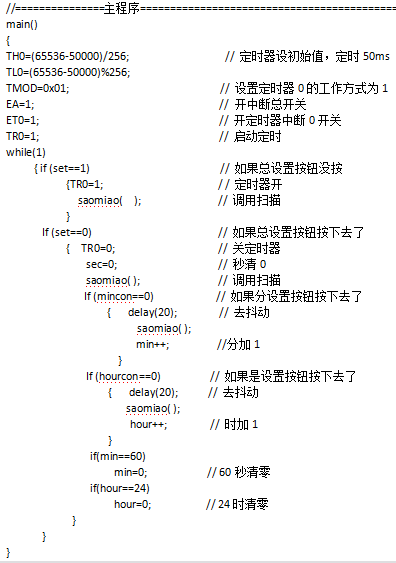 //===============主程序===========================================
main()
{
TH0=(65536-50000)/256; // 定时器设初始值，定时 50ms
TL0=(65536-50000)%256;
TMOD=0x01; // 设置定时器 0 的工作方式为 1
EA=1; // 开中断总开关
ET0=1; // 开定时器中断 0 开关
TR0=1; // 启动定时
while(1)
{ if (set==1) // 如果总设置按钮没按
{TR0=1; // 定时器开
saomiao( ); // 调用扫描
}
If (set==0) // 如果总设置按钮按下去了
{ TR0=0; // 关定时器
sec=0; // 秒清 0
saomiao( ); // 调用扫描
If (mincon==0) // 如果分设置按钮按下去了
{ delay(20); // 去抖动
saomiao( );
min++; //分加 1
}
If (hourcon==0) // 如果是设置按钮按下去了
{ delay(20); // 去抖动
saomiao( );
hour++; // 时加 1
}
if(min==60)
min=0; // 60 秒清零
if(hour==24)
hour=0; // 24 时清零
}
}
}